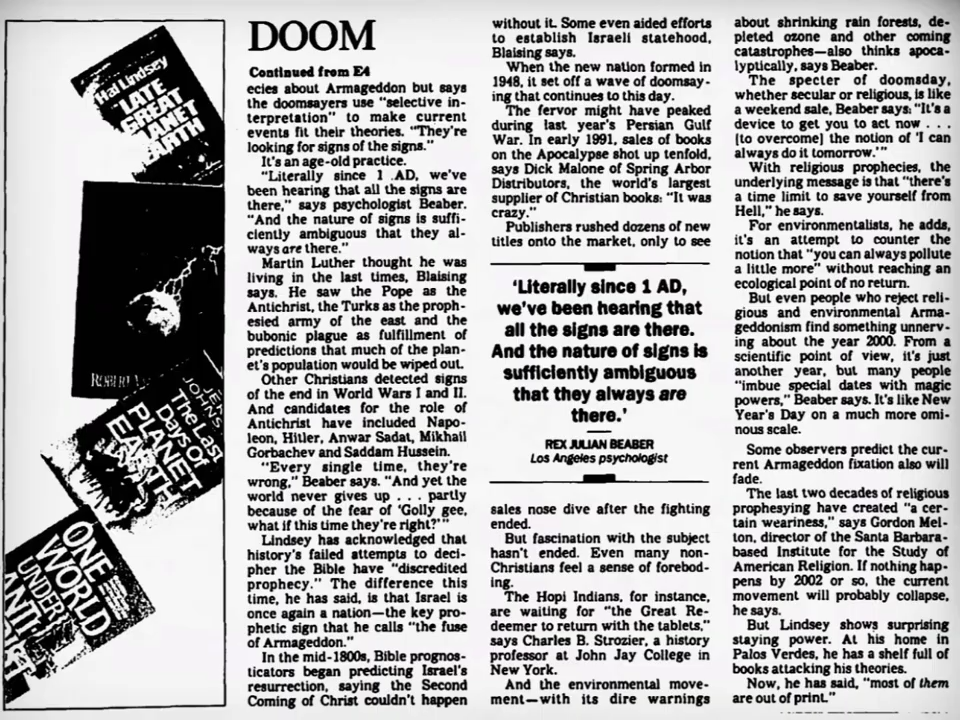 Hal Lindsey
LATE
GREAT
PLANET
EARTH
The Last
Days of
PLANET
EARTH
ONE
WORLD
UNDER
DOOM
Continued from E4
ecies about Armageddon but says
the doomsayers use "selective in-
terpretation" to make current
events fit their theories. "They're
looking for signs of the signs."
It's an age-old practice.
"Literally since 1 AD, we've
been hearing that all the signs are
there," says psychologist Beaber.
"And the nature of signs is suffi-
ciently ambiguous that they al-
ways are there."
Martin Luther thought he was
living in the last times, Blaising
says. He saw the Pope as the
Antichrist, the Turks as the proph-
esied army of the east and the
bubonic plague as fulfillment of
predictions that much of the plan-
et's population would be wiped out.
Other Christians detected signs
of the end in World Wars I and II.
And candidates for the role of
Antichrist have included Napo-
leon, Hitler, Anwar Sadat, Mikhail
Gorbachev and Saddam Hussein.
"Every single time, they're
wrong," Beaber says. "And yet the
world never gives up . . . partly
because of the fear of 'Golly gee,
what if this time they're right?'"
Lindsey has acknowledged that
history's failed attempts to deci-
pher the Bible have "discredited
prophecy." The difference this
time, he has said, is that Israel is
once again a nation—the key pro-
phetic sign that he calls "the fuse
of Armageddon."
In the mid-1800s, Bible prognos-
ticators began predicting Israel's
resurrection, saying the Second
Coming of Christ couldn't happen
without it. Some even aided efforts
to establish Israeli statehood,
Blaising says.
When the new nation formed in
1948, it set off a wave of doomsay-
ing that continues to this day.
The fervor might have peaked
during last year's Persian Gulf
War. In early 1991, sales of books
on the Apocalypse shot up tenfold,
says Dick Malone of Spring Arbor
Distributors, the world's largest
supplier of Christian books: "It was
crazy."
Publishers rushed dozens of new
titles onto the market, only to see
'Literally since 1 AD,
we've been hearing that
all the signs are there.
And the nature of signs is
sufficiently ambiguous
that they always are
there.'
REX JULIAN BEABER
Los Angeles psychologist
sales nose dive after the fighting
ended.
But fascination with the subject
hasn't ended. Even many non-
Christians feel a sense of forebod-
ing.
The Hopi Indians, for instance,
are waiting for "the Great Re-
deemer to return with the tablets,"
says Charles B. Strozier, a history
professor at John Jay College in
New York.
And the environmental move-
ment—with its dire warnings
about shrinking rain forests, de-
pleted ozone and other coming
catastrophes—also thinks apoca-
lyptically, says Beaber.
The specter of doomsday,
whether secular or religious, is like
a weekend sale, Beaber says: "It's a
device to get you to act now . . .
[to overcome] the notion of 'I can
always do it tomorrow.'"
With religious prophecies, the
underlying message is that "there's
a time limit to save yourself from
Hell," he says.
For environmentalists, he adds,
it's an attempt to counter the
notion that "you can always pollute
a little more" without reaching an
ecological point of no return.
But even people who reject reli-
gious and environmental Arma-
geddonism find something unnerv-
ing about the year 2000. From a
scientific point of view, it's just
another year, but many people
"imbue special dates with magic
powers," Beaber says. It's like New
Year's Day on a much more omi-
nous scale.
Some observers predict the cur-
rent Armageddon fixation also will
fade.
The last two decades of religious
prophesying have created "a cer-
tain weariness," says Gordon Mel-
ton, director of the Santa Barbara-
based Institute for the Study of
American Religion. If nothing hap-
pens by 2002 or so, the current
movement will probably collapse,
he says.
But Lindsey shows surprising
staying power. At his home in
Palos Verdes, he has a shelf full of
books attacking his theories.
Now, he has said, "most of them
are out of print."